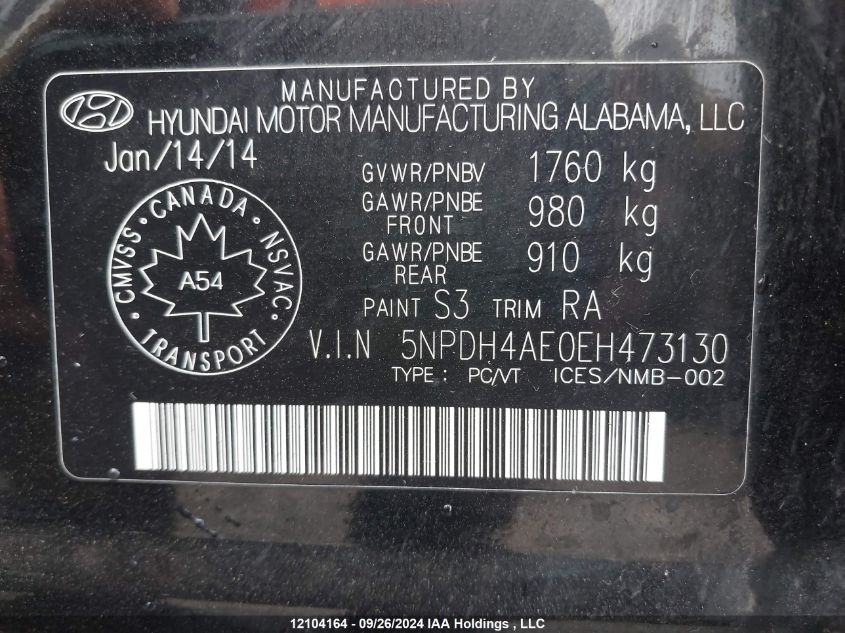 MANUFACTURED BY
HYUNDAI MOTOR MANUFACTURING ALABAMA, LLC
Jan/14/14
GVWR/PNBV 1760 kg
GAWR/PNBE FRONT 980 kg
GAWR/PNBE REAR 910 kg
CMVSS · CANADA · NSVAC · TRANSPORT ·
A54
PAINT S3 TRIM RA
V.I.N 5NPDH4AE0EH473130
TYPE : PC/VT ICES/NMB-002
12104164 - 09/26/2024 IAA Holdings , LLC